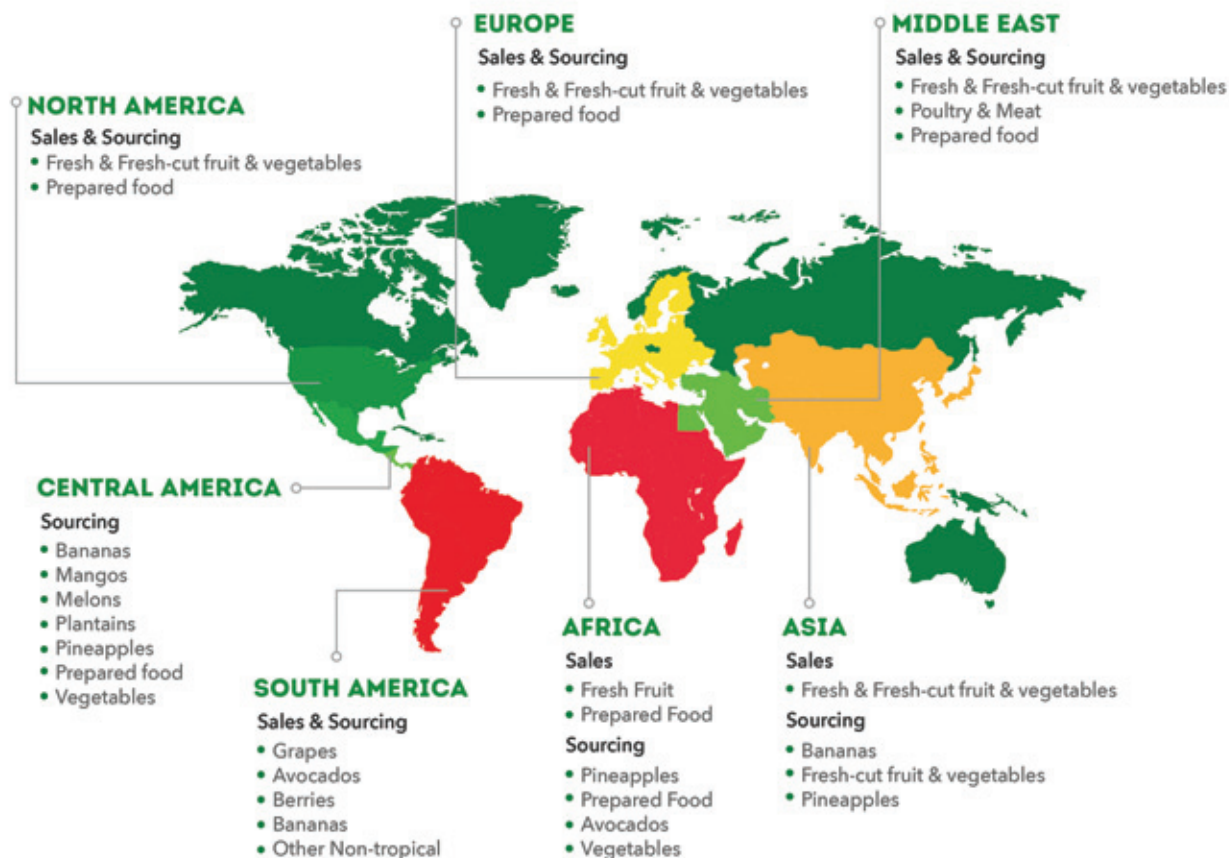 EUROPE
Sales & Sourcing
• Fresh & Fresh-cut fruit & vegetables
• Prepared food
MIDDLE EAST
Sales & Sourcing
• Fresh & Fresh-cut fruit & vegetables
• Poultry & Meat
• Prepared food
NORTH AMERICA
Sales & Sourcing
• Fresh & Fresh-cut fruit & vegetables
• Prepared food
CENTRAL AMERICA
Sourcing
• Bananas
• Mangos
• Melons
• Plantains
• Pineapples
• Prepared food
• Vegetables
SOUTH AMERICA
Sales & Sourcing
• Grapes
• Avocados
• Berries
• Bananas
• Other Non-tropical
AFRICA
Sales
• Fresh Fruit
• Prepared Food
Sourcing
• Pineapples
• Prepared Food
• Avocados
• Vegetables
ASIA
Sales
• Fresh & Fresh-cut fruit & vegetables
Sourcing
• Bananas
• Fresh-cut fruit & vegetables
• Pineapples